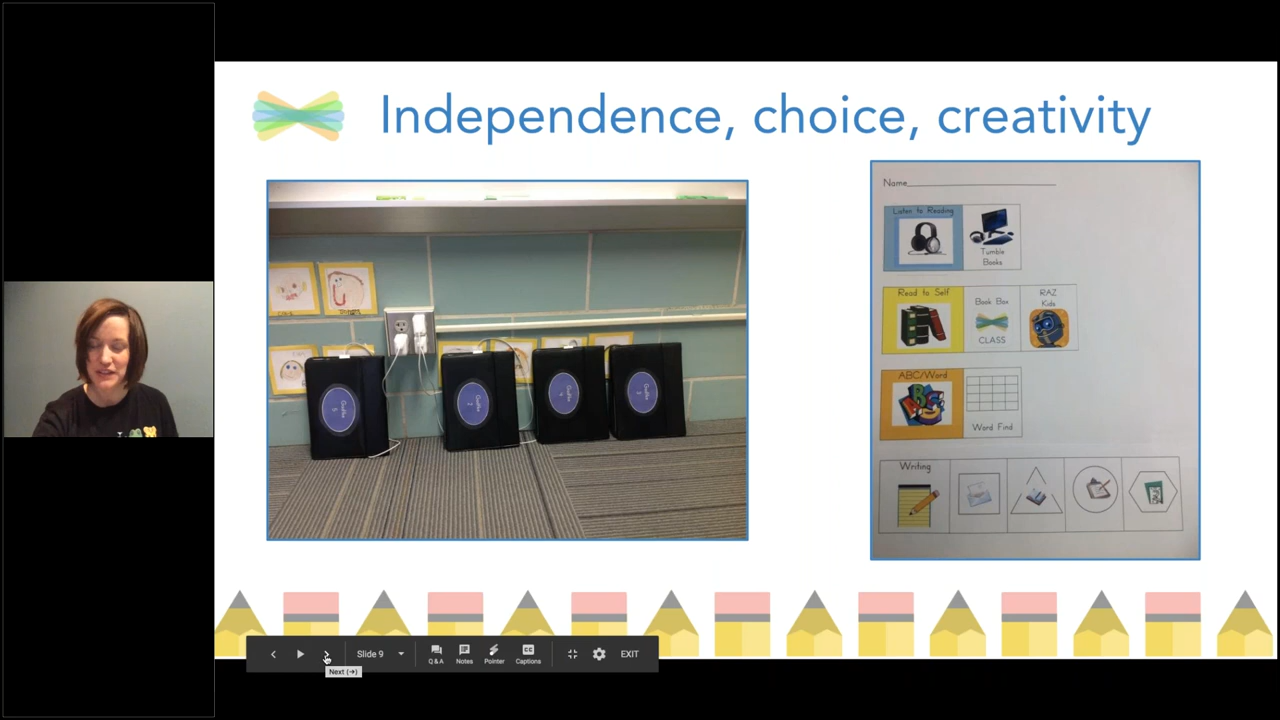 Independence, choice, creativity
Name
Listen to Reading
Tumble
Books
Read to Self
Book Box
CLASS
RAZ
Kids
ABC/Word
Word Find
Writing
Slide 9
Q & A
Notes
Pointer
Captions
EXIT
Next (→)